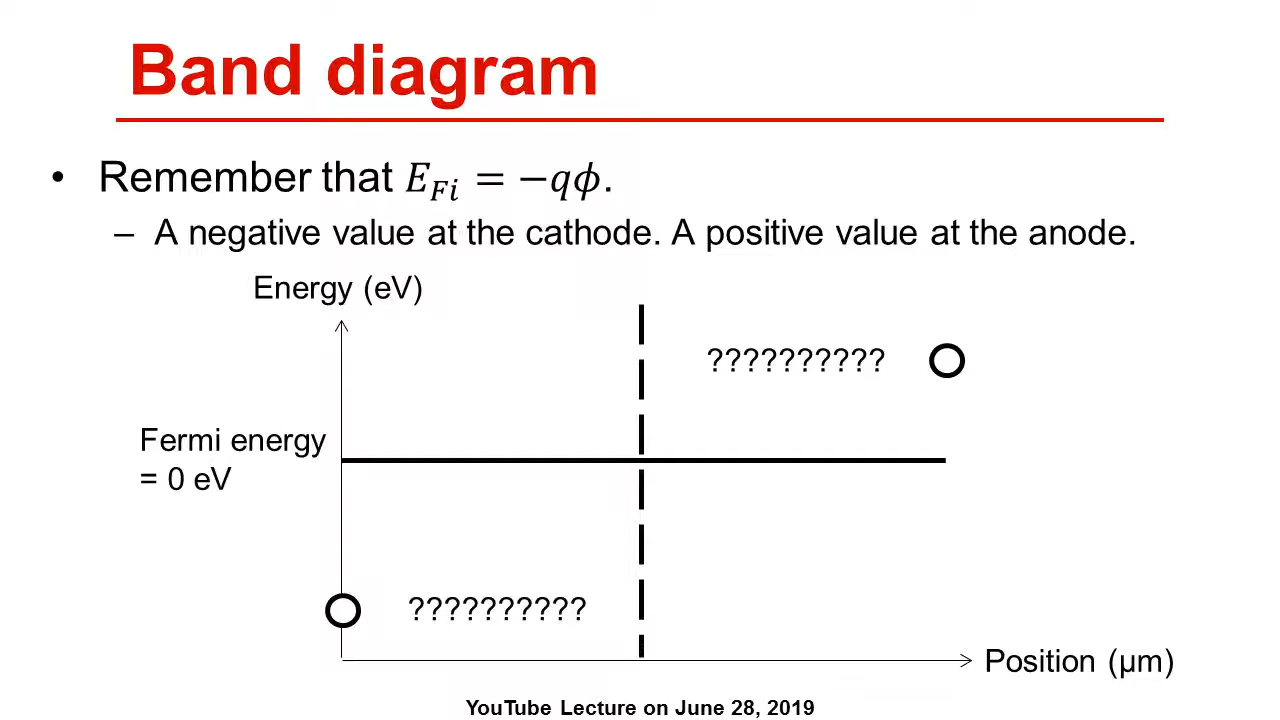 Band diagram
• Remember that $E_{Fi} = -q\phi$.
– A negative value at the cathode. A positive value at the anode.
Energy (eV)
??????????
Fermi energy
= 0 eV
??????????
Position (μm)
YouTube Lecture on June 28, 2019